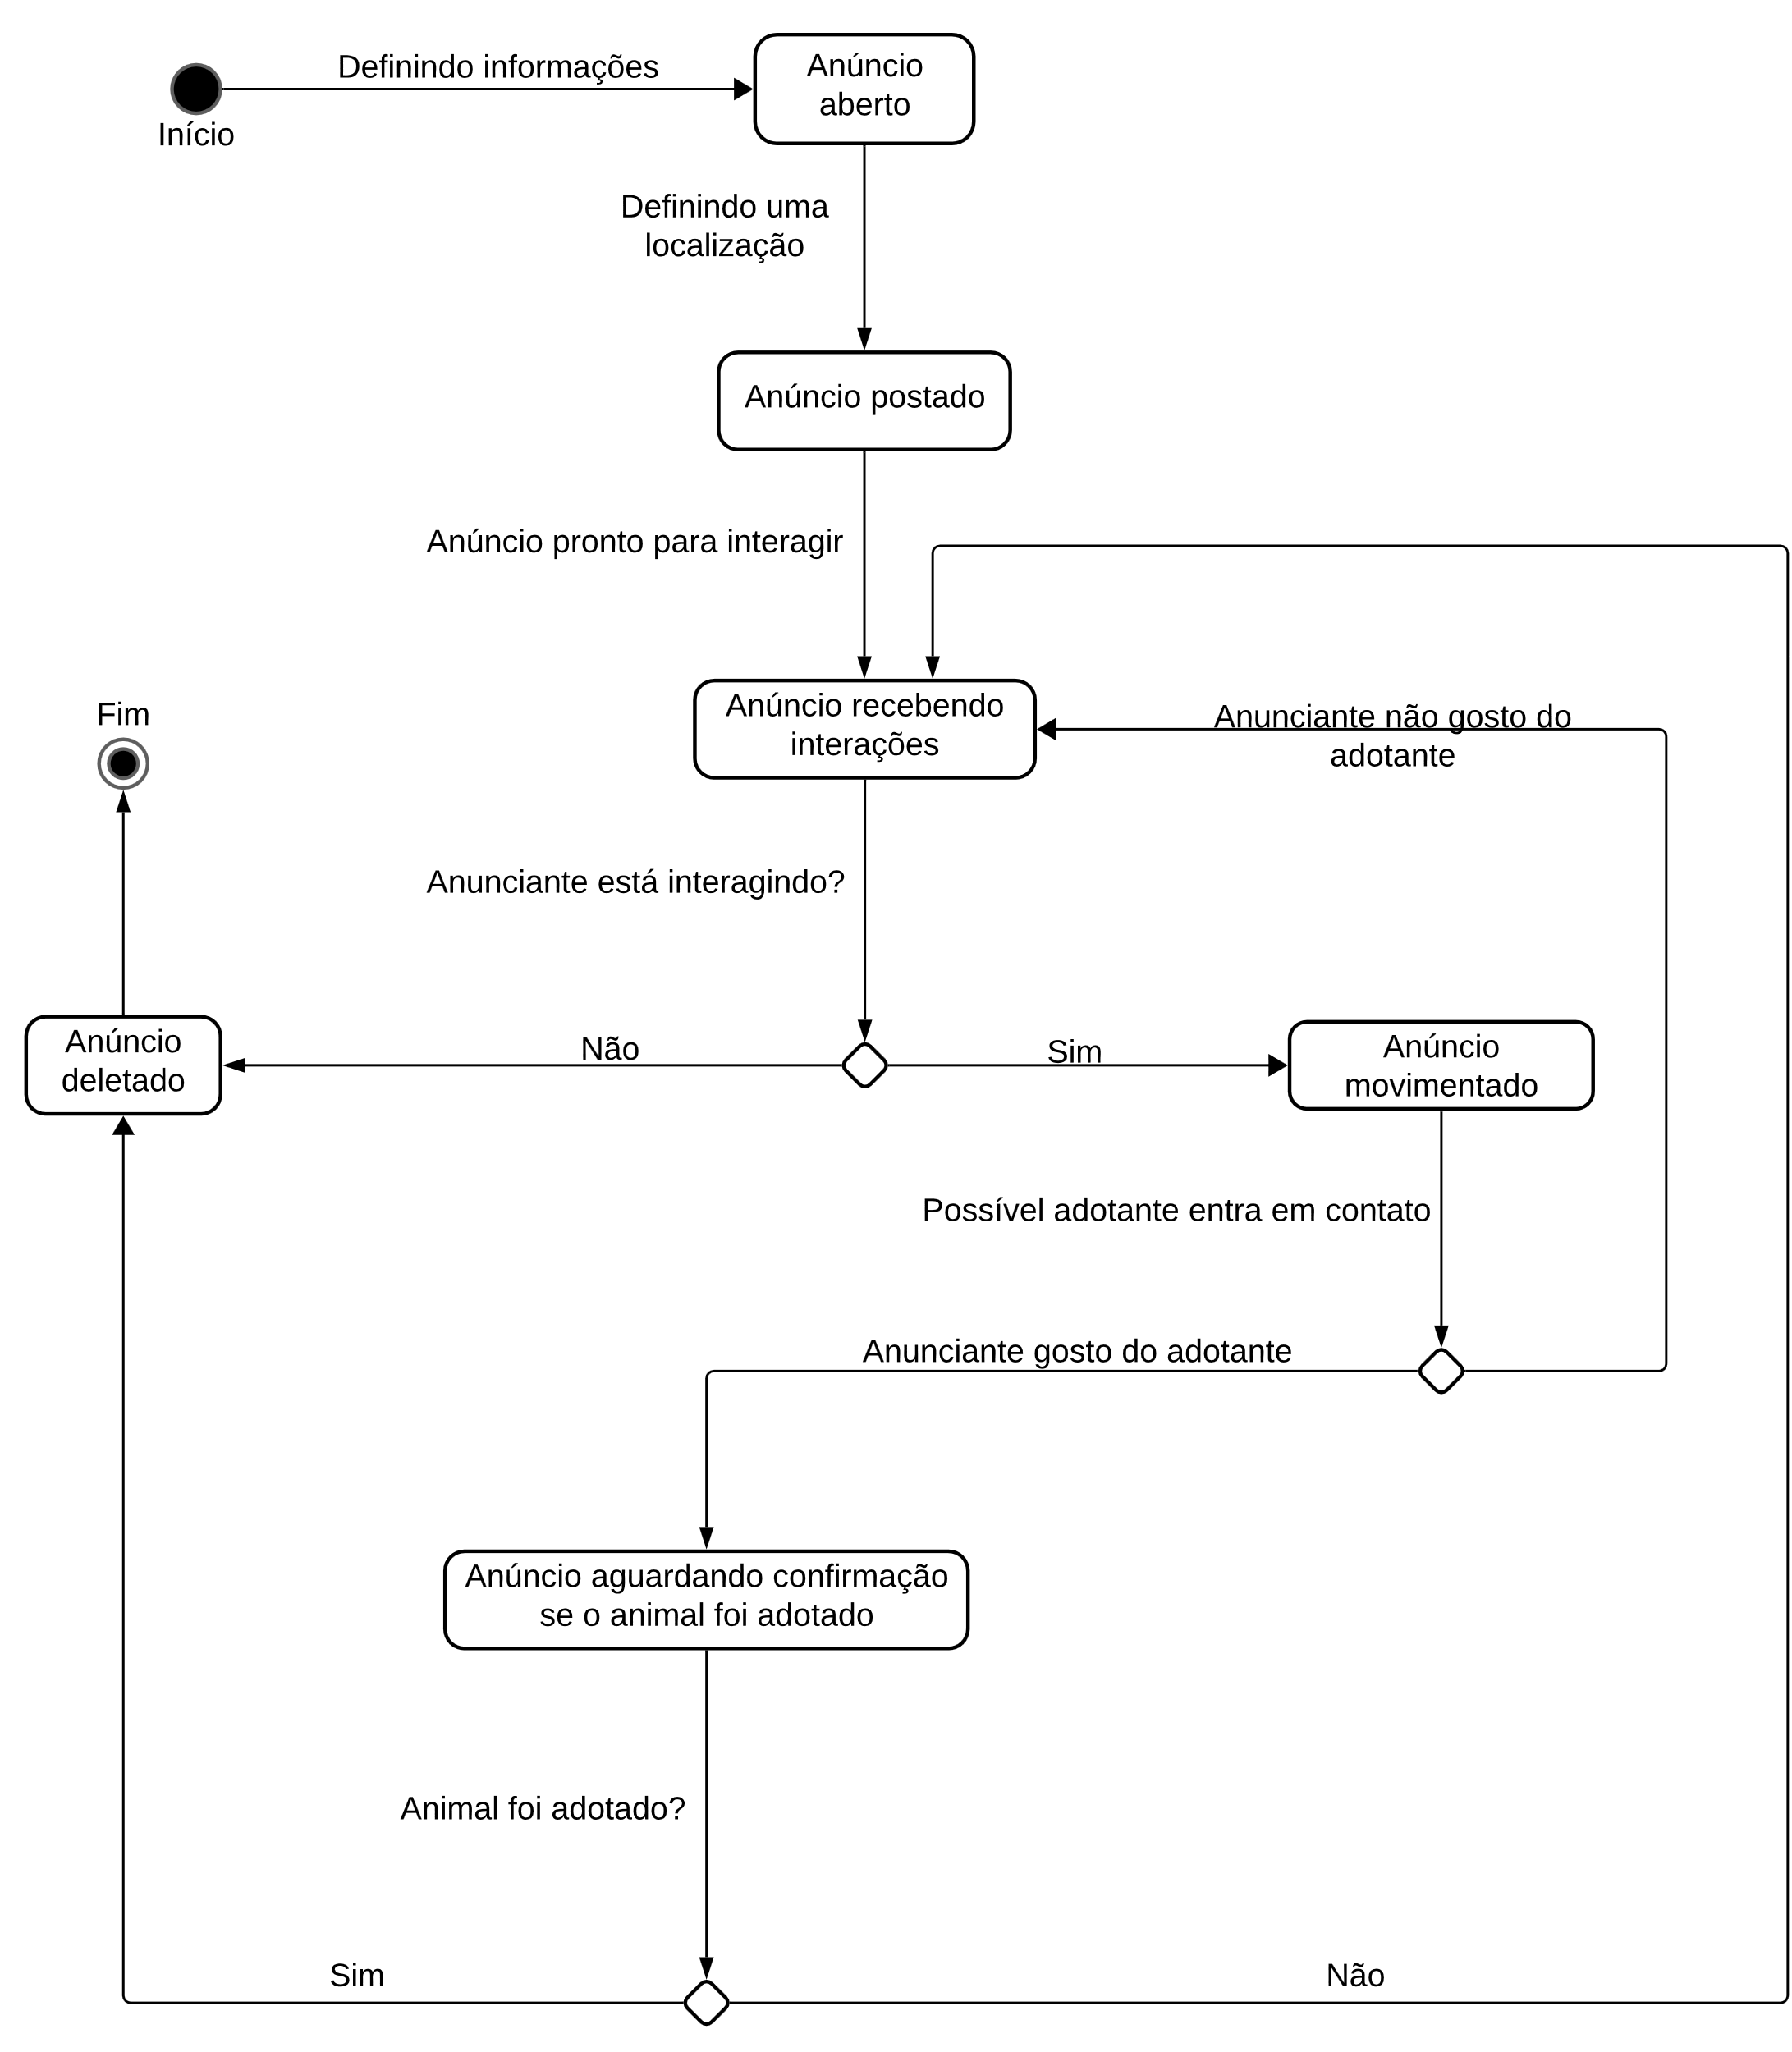 Definindo informações
Anúncio
aberto
Início
Definindo uma
localização
Anúncio postado
Anúncio pronto para interagir
Anúncio recebendo
interações
Anunciante não gosto do
adotante
Fim
Anunciante está interagindo?
Anúncio
deletado
Não
Sim
Anúncio
movimentado
Possível adotante entra em contato
Anunciante gosto do adotante
Anúncio aguardando confirmação
se o animal foi adotado
Animal foi adotado?
Sim
Não